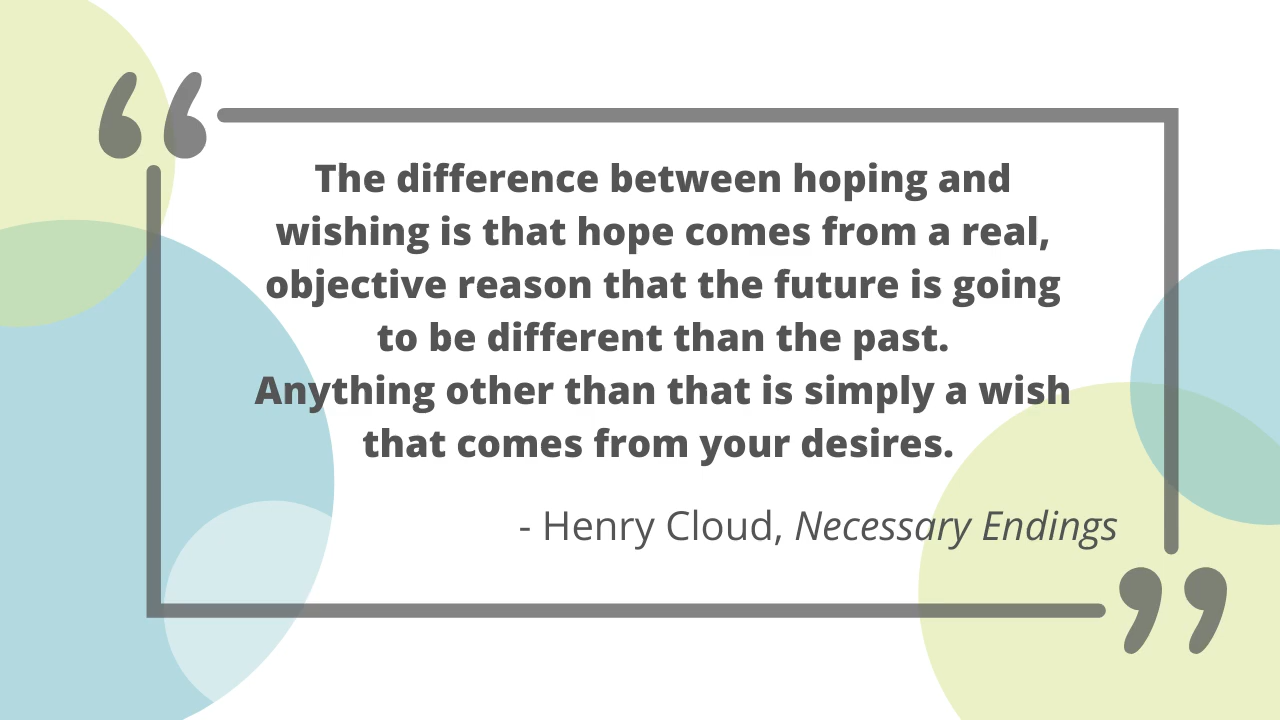 The difference between hoping and
wishing is that hope comes from a real,
objective reason that the future is going
to be different than the past.
Anything other than that is simply a wish
that comes from your desires.
- Henry Cloud, Necessary Endings